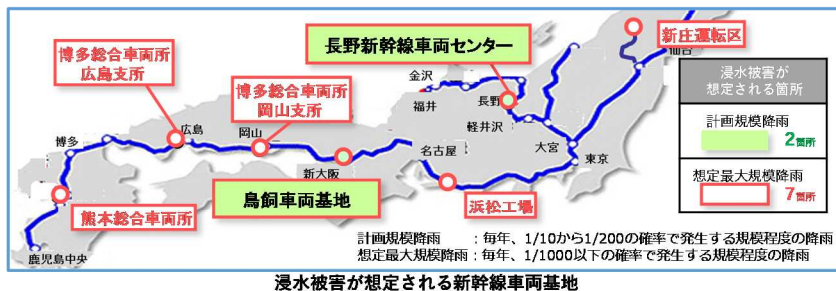 博多総合車両所
広島支所
博多総合車両所
岡山支所
長野新幹線車両センター
新庄運転区
仙台
金沢
福井
長野
軽井沢
大宮
東京
名古屋
博多
広島
岡山
新大阪
鳥飼車両基地
浜松工場
熊本総合車両所
鹿児島中央
浸水被害が
想定される箇所
計画規模降雨
2箇所
想定最大規模降雨
7箇所
計画規模降雨 :毎年、1/10から1/200の確率で発生する規模程度の降雨
想定最大規模降雨:毎年、1/1000以下の確率で発生する規模程度の降雨
浸水被害が想定される新幹線車両基地